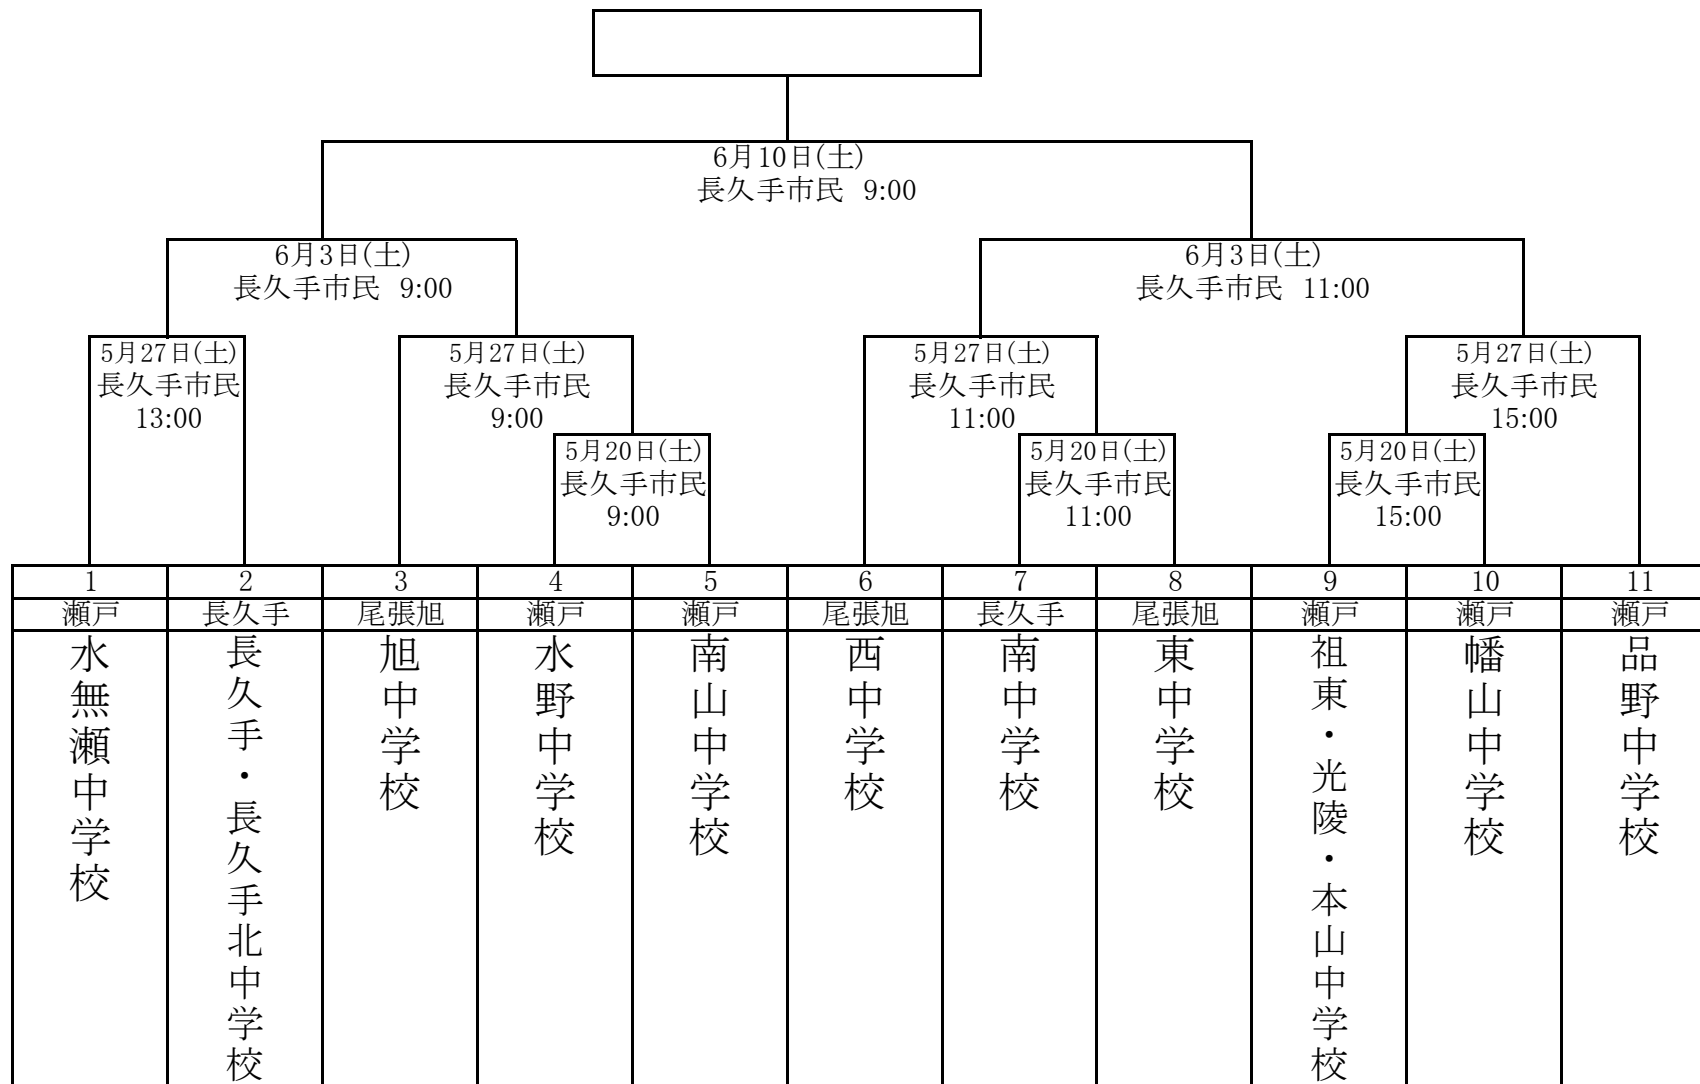 6月10日(土)
長久手市民 9:00
6月3日(土)
長久手市民 9:00
6月3日(土)
長久手市民 11:00
5月27日(土)
長久手市民
13:00
5月27日(土)
長久手市民
9:00
5月27日(土)
長久手市民
11:00
5月27日(土)
長久手市民
15:00
5月20日(土)
長久手市民
9:00
5月20日(土)
長久手市民
11:00
5月20日(土)
長久手市民
15:00
1 2 3 4 5 6 7 8 9 10 11
瀬戸 長久手 尾張旭 瀬戸 瀬戸 尾張旭 長久手 尾張旭 瀬戸 瀬戸 瀬戸
水無瀬中学校
長久手・長久手北中学校
旭中学校
水野中学校
南山中学校
西中学校
南中学校
東中学校
祖東・光陵・本山中学校
幡山中学校
品野中学校